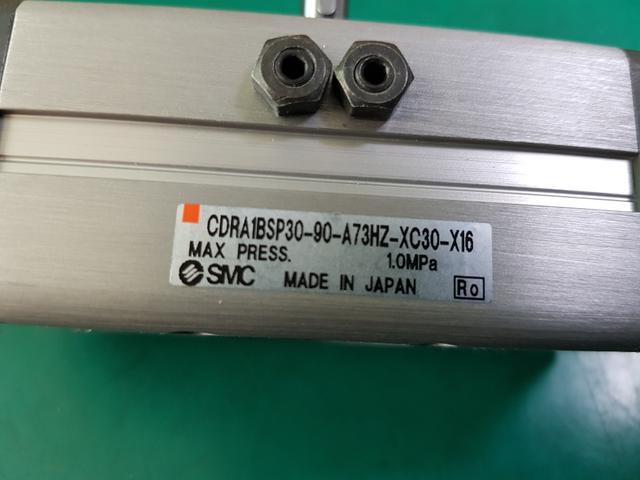 CDRA1BSP30-90-A73HZ-XC30-X16
MAX PRESS. 1.0MPa
SMC MADE IN JAPAN Ro